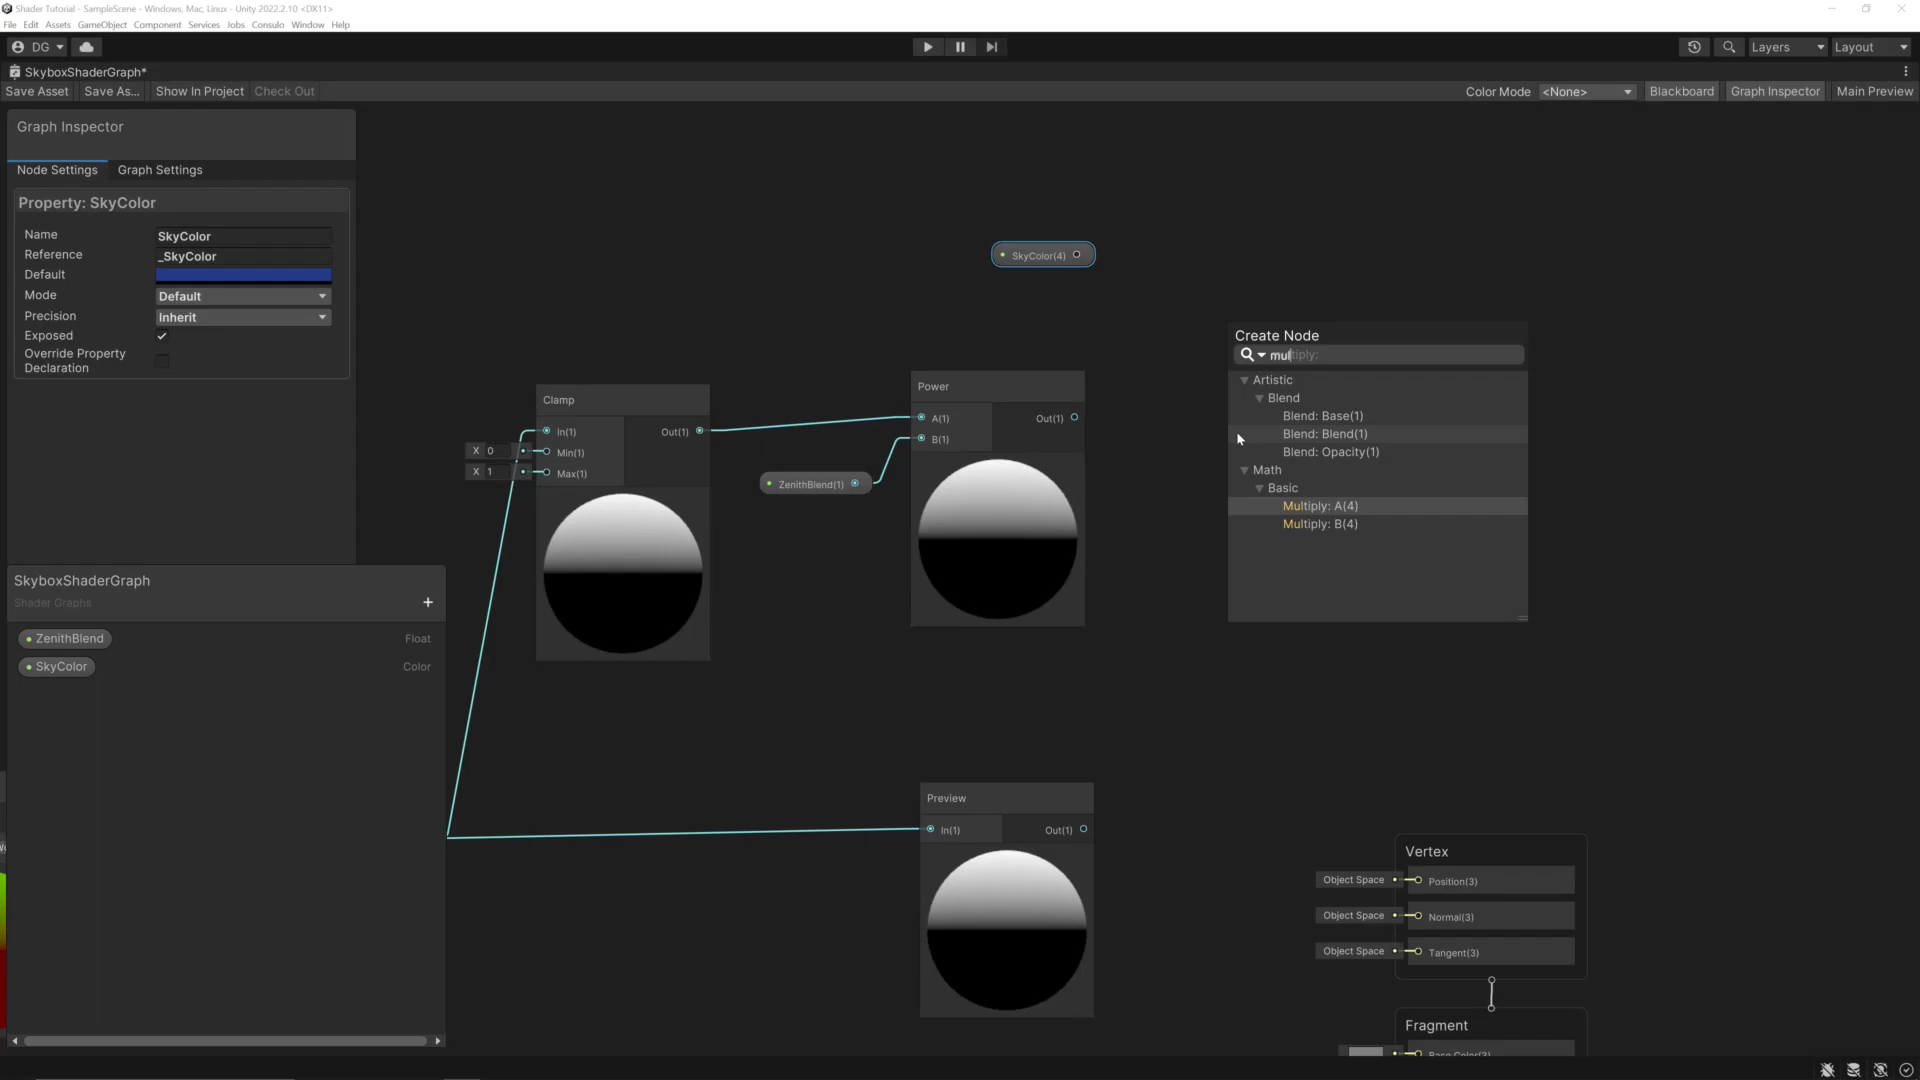 Shader Tutorial - SampleScene - Windows, Mac, Linux - Unity 2022.2.10 <DX11>
File Edit Assets GameObject Component Services Jobs Consulo Window Help
DG
Layers
Layout
SkyboxShaderGraph*
Save Asset
Save As...
Show In Project
Check Out
Color Mode
<None>
Blackboard
Graph Inspector
Main Preview
Graph Inspector
Node Settings
Graph Settings
Property: SkyColor
Name
SkyColor
Reference
_SkyColor
Default
Mode
Default
Precision
Inherit
Exposed
Override Property
Declaration
SkyColor(4)
Create Node
multiply:
Artistic
Blend
Blend: Base(1)
Blend: Blend(1)
Blend: Opacity(1)
Math
Basic
Multiply: A(4)
Multiply: B(4)
Clamp
In(1)
Out(1)
X 0
Min(1)
X 1
Max(1)
Power
A(1)
Out(1)
B(1)
ZenithBlend(1)
SkyboxShaderGraph
Shader Graphs
+
ZenithBlend
Float
SkyColor
Color
Preview
In(1)
Out(1)
Vertex
Object Space
Position(3)
Object Space
Normal(3)
Object Space
Tangent(3)
Fragment
Base Color(3)